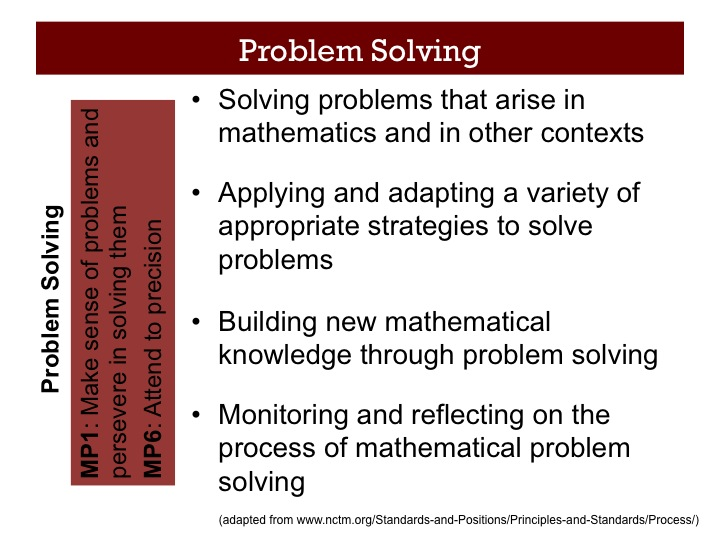 Problem Solving
Problem Solving
MP1: Make sense of problems and
persevere in solving them
MP6: Attend to precision
• Solving problems that arise in
mathematics and in other contexts
• Applying and adapting a variety of
appropriate strategies to solve
problems
• Building new mathematical
knowledge through problem solving
• Monitoring and reflecting on the
process of mathematical problem
solving
(adapted from www.nctm.org/Standards-and-Positions/Principles-and-Standards/Process/)